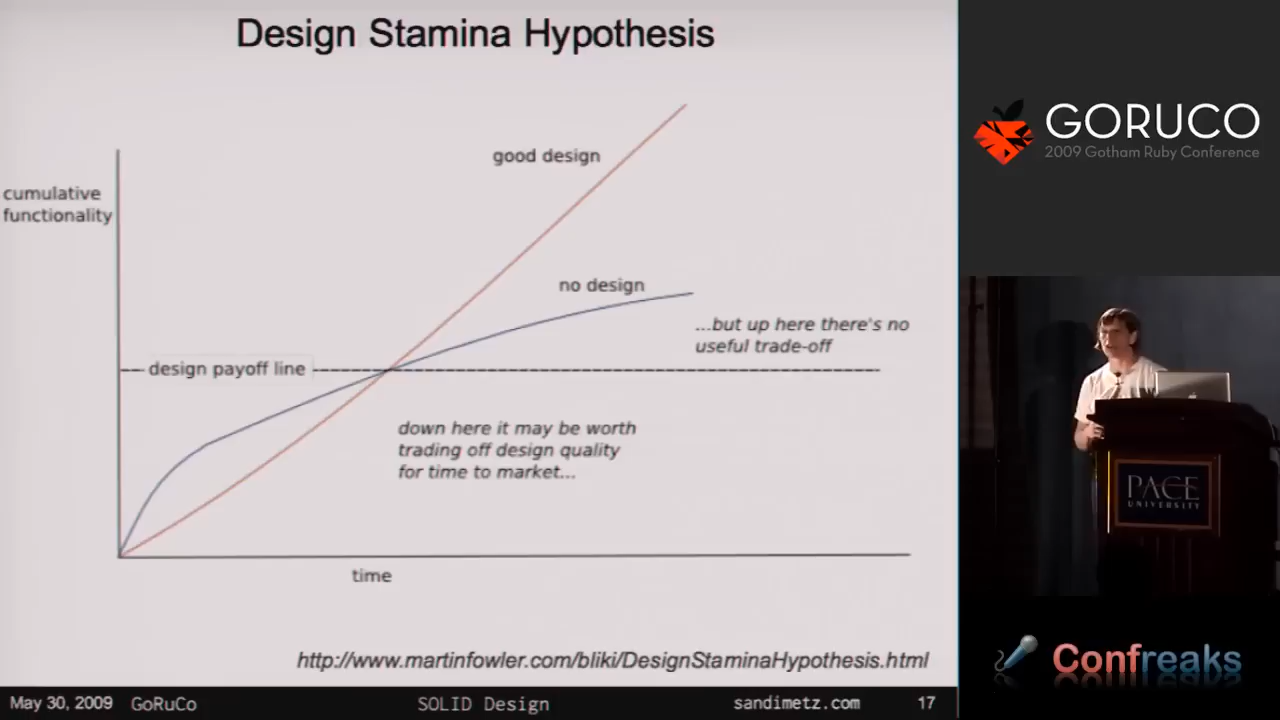 Design Stamina Hypothesis
good design
cumulative
functionality
no design
...but up here there's no
useful trade-off
design payoff line
down here it may be worth
trading off design quality
for time to market...
time
http://www.martinfowler.com/bliki/DesignStaminaHypothesis.html
May 30, 2009 GoRuCo SOLID Design sandimetz.com 17
GORUCO
2009 Gotham Ruby Conference
PACE
UNIVERSITY
Confreaks